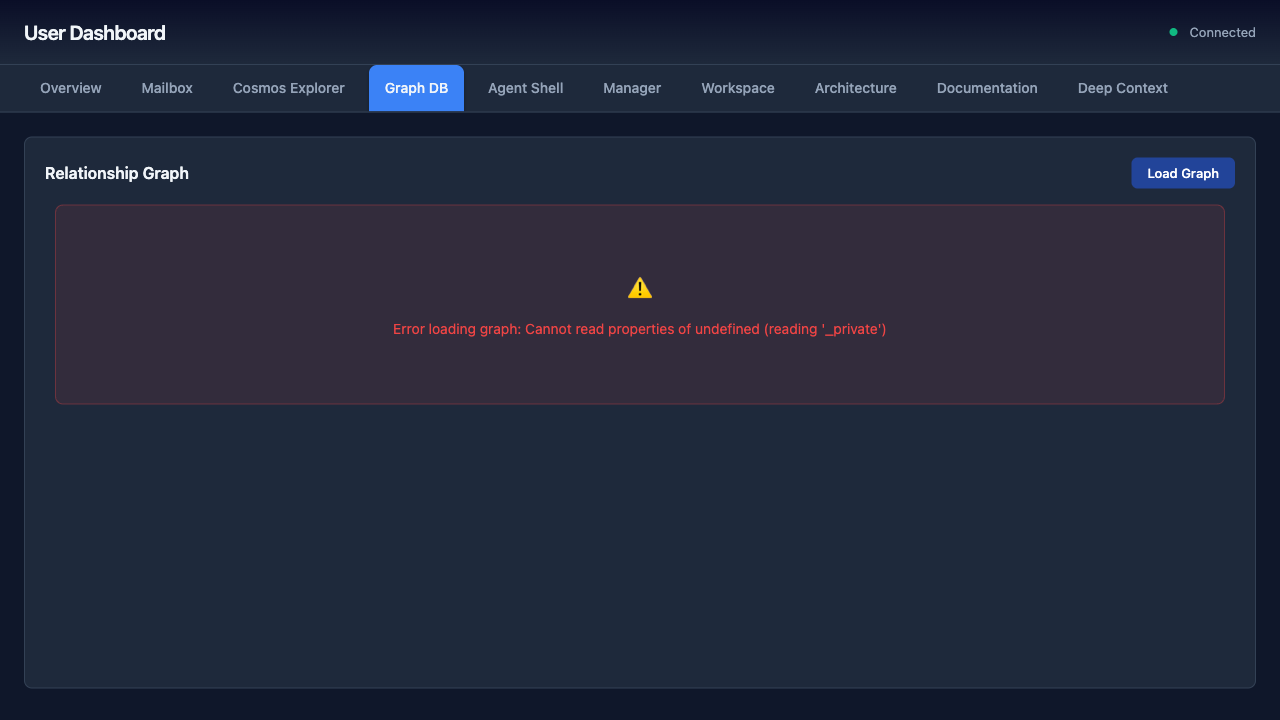 User Dashboard
Connected
Overview Mailbox Cosmos Explorer Graph DB Agent Shell Manager Workspace Architecture Documentation Deep Context
Relationship Graph
Load Graph
Error loading graph: Cannot read properties of undefined (reading '_private')